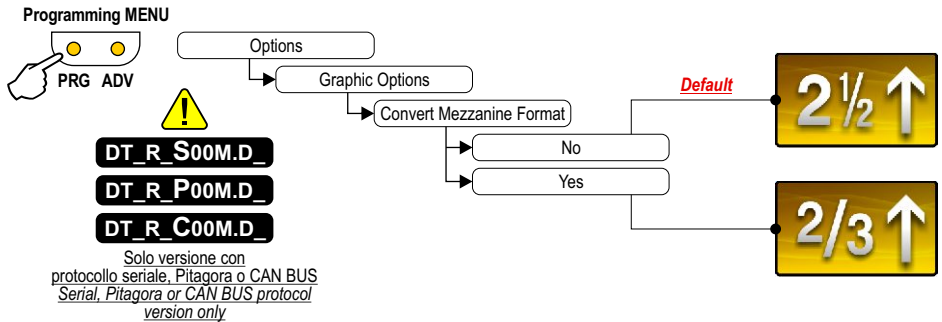 Programming MENU
PRG ADV
Options
Graphic Options
Convert Mezzanine Format
No
Yes
Default
2½
2/3
DT_R_S00M.D_
DT_R_P00M.D_
DT_R_C00M.D_
Solo versione con
protocollo seriale, Pitagora o CAN BUS
Serial, Pitagora or CAN BUS protocol
version only